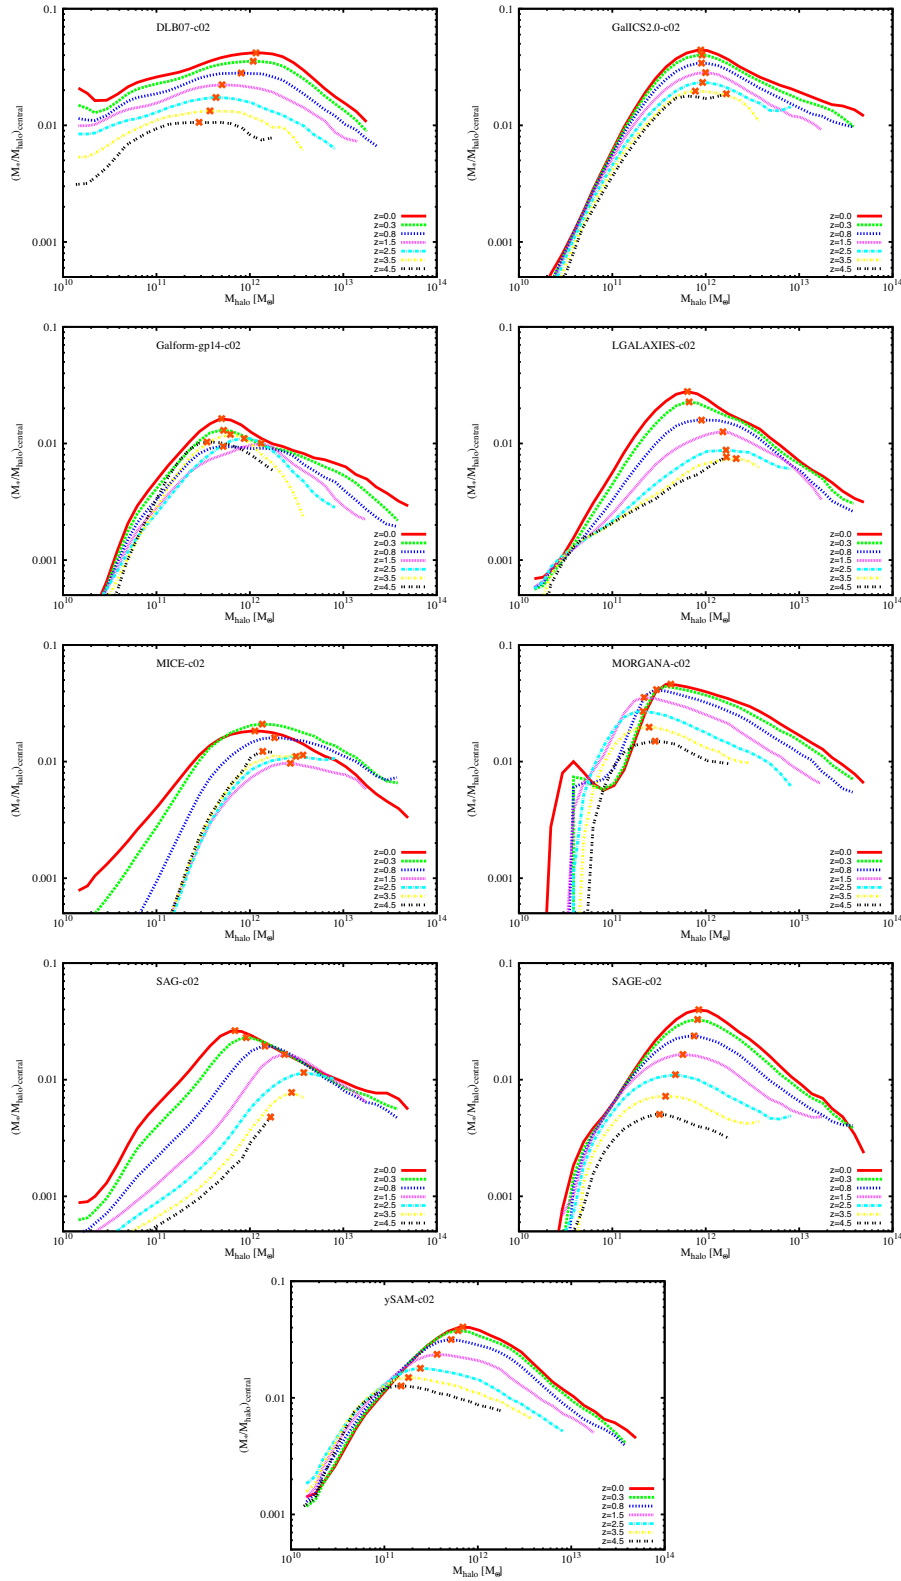 0.1
DLB07-c02
0.01
0.001
(M*/Mhalo)central
z=0.0
z=0.3
z=0.8
z=1.5
z=2.5
z=3.5
z=4.5
10^10 10^11 10^12 10^13 10^14
Mhalo [M⊙]
0.1
GalICS2.0-c02
0.01
0.001
(M*/Mhalo)central
z=0.0
z=0.3
z=0.8
z=1.5
z=2.5
z=3.5
z=4.5
10^10 10^11 10^12 10^13 10^14
Mhalo [M⊙]
0.1
Galform-gp14-c02
0.01
0.001
(M*/Mhalo)central
z=0.0
z=0.3
z=0.8
z=1.5
z=2.5
z=3.5
z=4.5
10^10 10^11 10^12 10^13 10^14
Mhalo [M⊙]
0.1
LGALAXIES-c02
0.01
0.001
(M*/Mhalo)central
z=0.0
z=0.3
z=0.8
z=1.5
z=2.5
z=3.5
z=4.5
10^10 10^11 10^12 10^13 10^14
Mhalo [M⊙]
0.1
MICE-c02
0.01
0.001
(M*/Mhalo)central
z=0.0
z=0.3
z=0.8
z=1.5
z=2.5
z=3.5
z=4.5
10^10 10^11 10^12 10^13 10^14
Mhalo [M⊙]
0.1
MORGANA-c02
0.01
0.001
(M*/Mhalo)central
z=0.0
z=0.3
z=0.8
z=1.5
z=2.5
z=3.5
z=4.5
10^10 10^11 10^12 10^13 10^14
Mhalo [M⊙]
0.1
SAG-c02
0.01
0.001
(M*/Mhalo)central
z=0.0
z=0.3
z=0.8
z=1.5
z=2.5
z=3.5
z=4.5
10^10 10^11 10^12 10^13 10^14
Mhalo [M⊙]
0.1
SAGE-c02
0.01
0.001
(M*/Mhalo)central
z=0.0
z=0.3
z=0.8
z=1.5
z=2.5
z=3.5
z=4.5
10^10 10^11 10^12 10^13 10^14
Mhalo [M⊙]
0.1
ySAM-c02
0.01
0.001
(M*/Mhalo)central
z=0.0
z=0.3
z=0.8
z=1.5
z=2.5
z=3.5
z=4.5
10^10 10^11 10^12 10^13 10^14
Mhalo [M⊙]